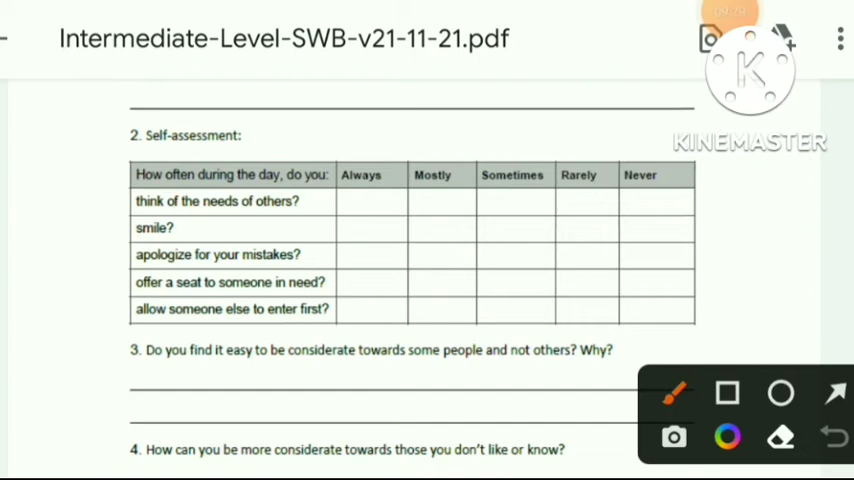 Intermediate-Level-SWB-v21-11-21.pdf
KINEMASTER
2. Self-assessment:
How often during the day, do you: Always Mostly Sometimes Rarely Never
think of the needs of others?
smile?
apologize for your mistakes?
offer a seat to someone in need?
allow someone else to enter first?
3. Do you find it easy to be considerate towards some people and not others? Why?
4. How can you be more considerate towards those you don't like or know?